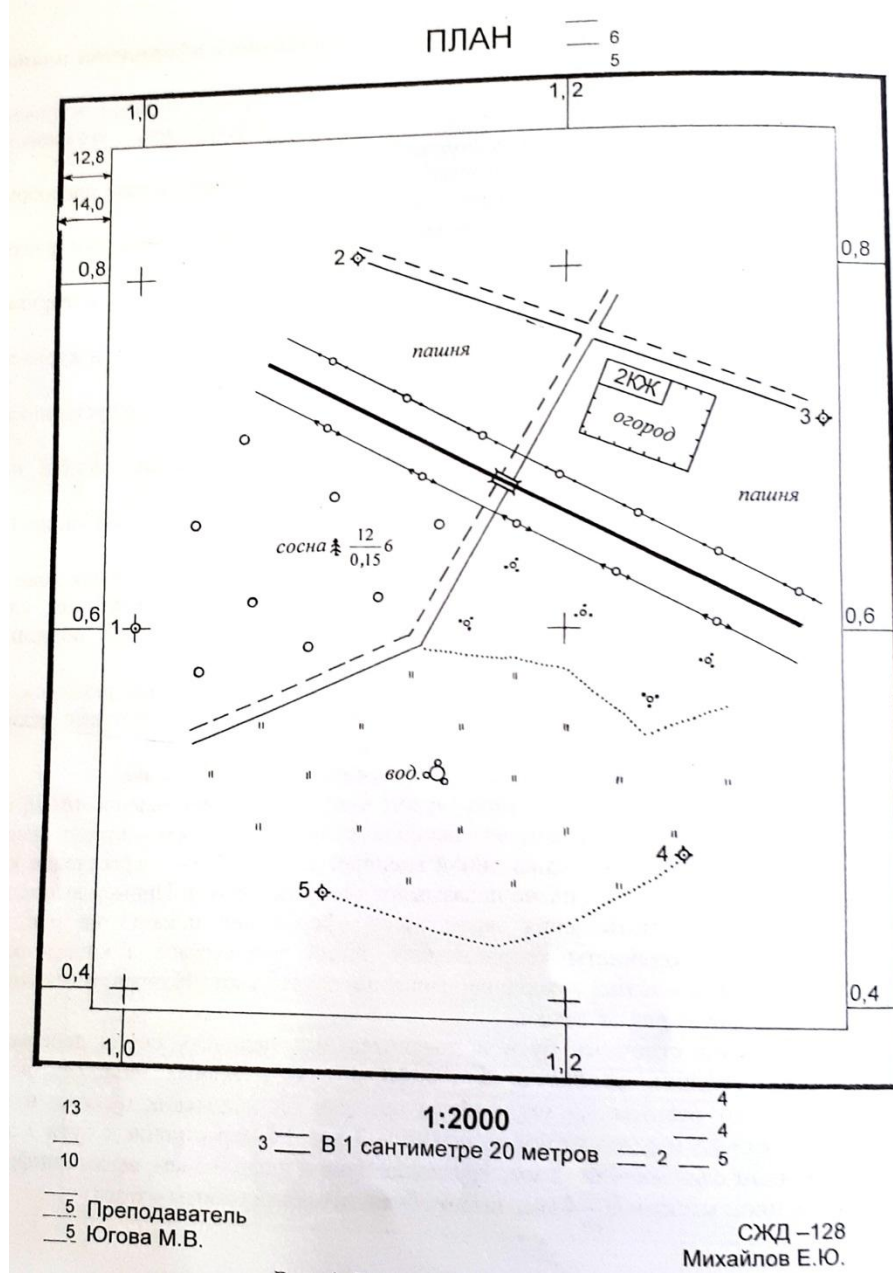 ПЛАН
6
5
1,0 1,2
12,8
14,0
0,8 0,8
2
пашня
2КЖ
огород
3
пашня
сосна 12/0,15 6
0,6 1 0,6
вод.
4
5
0,4 0,4
1,0 1,2
13
10
1:2000
4
4
3 В 1 сантиметре 20 метров 2 5
5 Преподаватель
5 Югова М.В.
СЖД –128
Михайлов Е.Ю.